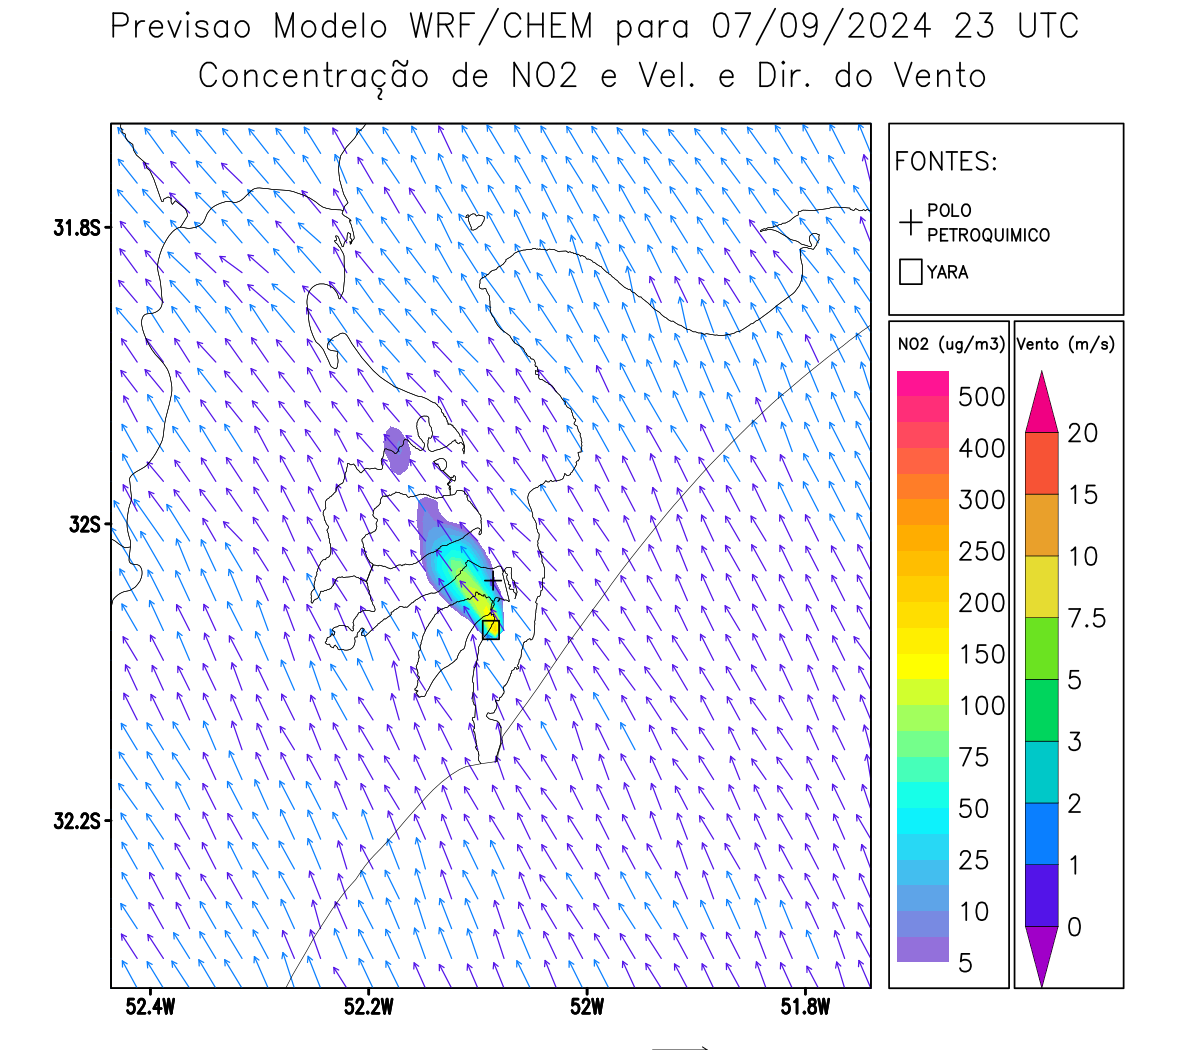 Previsao Modelo WRF/CHEM para 07/09/2024 23 UTC
Concentração de NO2 e Vel. e Dir. do Vento
FONTES:
POLO
PETROQUIMICO
YARA
31.8S
32S
32.2S
52.4W
52.2W
52W
51.8W
NO2 (ug/m3)
500
400
300
250
200
150
100
75
50
25
10
5
Vento (m/s)
20
15
10
7.5
5
3
2
1
0